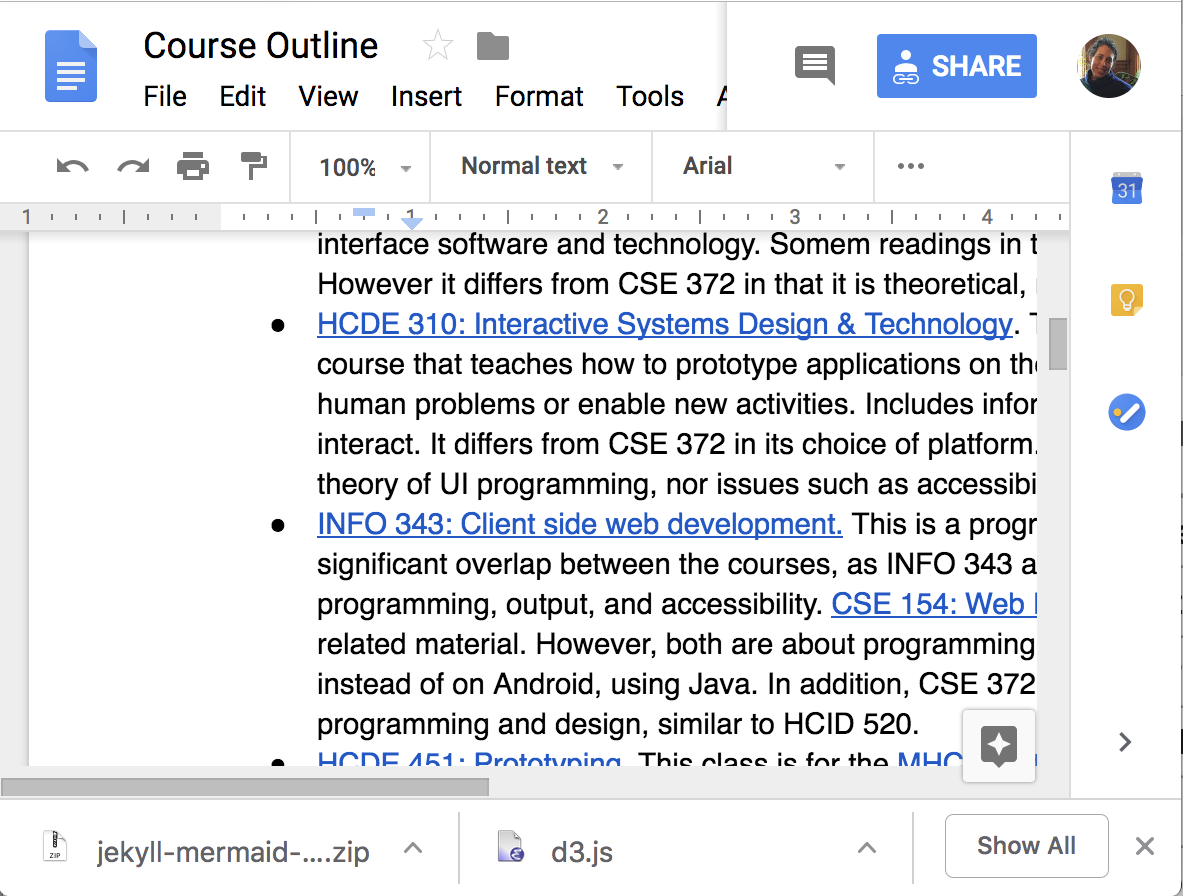 Course Outline
File Edit View Insert Format Tools
SHARE
100% Normal text Arial
31
1 1 2 3 4
interface software and technology. Somem readings in t
However it differs from CSE 372 in that it is theoretical,
HCDE 310: Interactive Systems Design & Technology. T
course that teaches how to prototype applications on the
human problems or enable new activities. Includes infor
interact. It differs from CSE 372 in its choice of platform.
theory of UI programming, nor issues such as accessibi
INFO 343: Client side web development. This is a progr
significant overlap between the courses, as INFO 343 a
programming, output, and accessibility. CSE 154: Web
related material. However, both are about programming
instead of on Android, using Java. In addition, CSE 372
programming and design, similar to HCID 520.
HCDE 451: Prototyping. This class is for the MHC
ZIP
jekyll-mermaid-....zip
d3.js
Show All